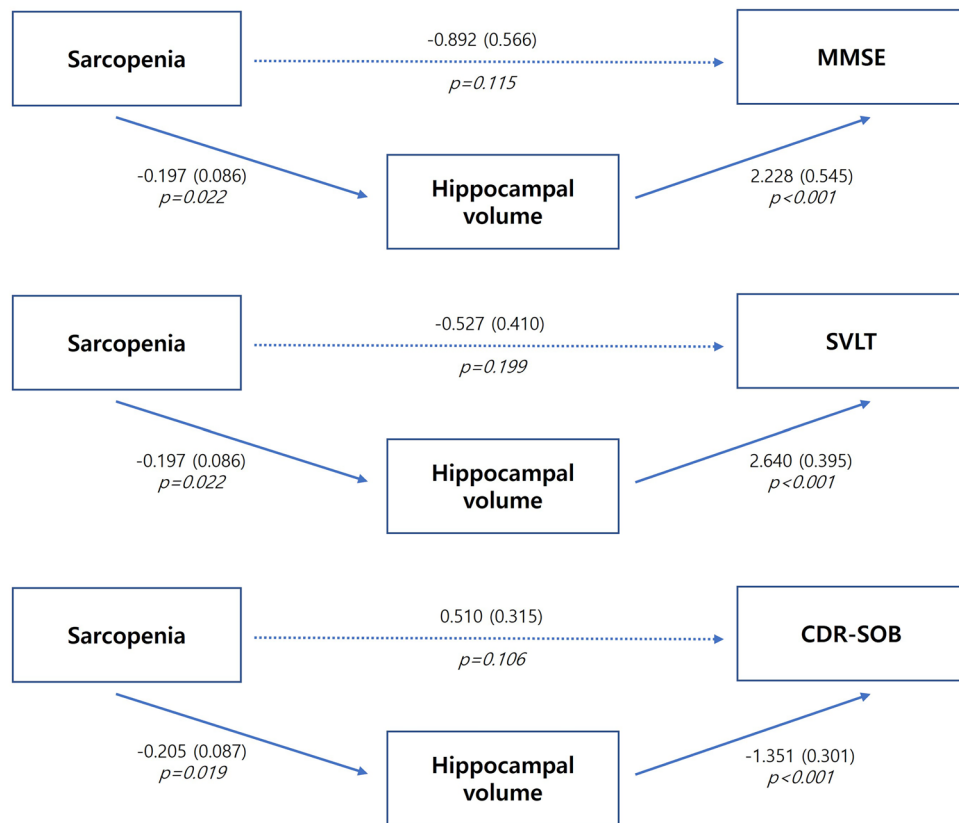 Sarcopenia
-0.892 (0.566)
p=0.115
MMSE
-0.197 (0.086)
p=0.022
Hippocampal
volume
2.228 (0.545)
p<0.001
Sarcopenia
-0.527 (0.410)
p=0.199
SVLT
-0.197 (0.086)
p=0.022
Hippocampal
volume
2.640 (0.395)
p<0.001
Sarcopenia
0.510 (0.315)
p=0.106
CDR-SOB
-0.205 (0.087)
p=0.019
Hippocampal
volume
-1.351 (0.301)
p<0.001